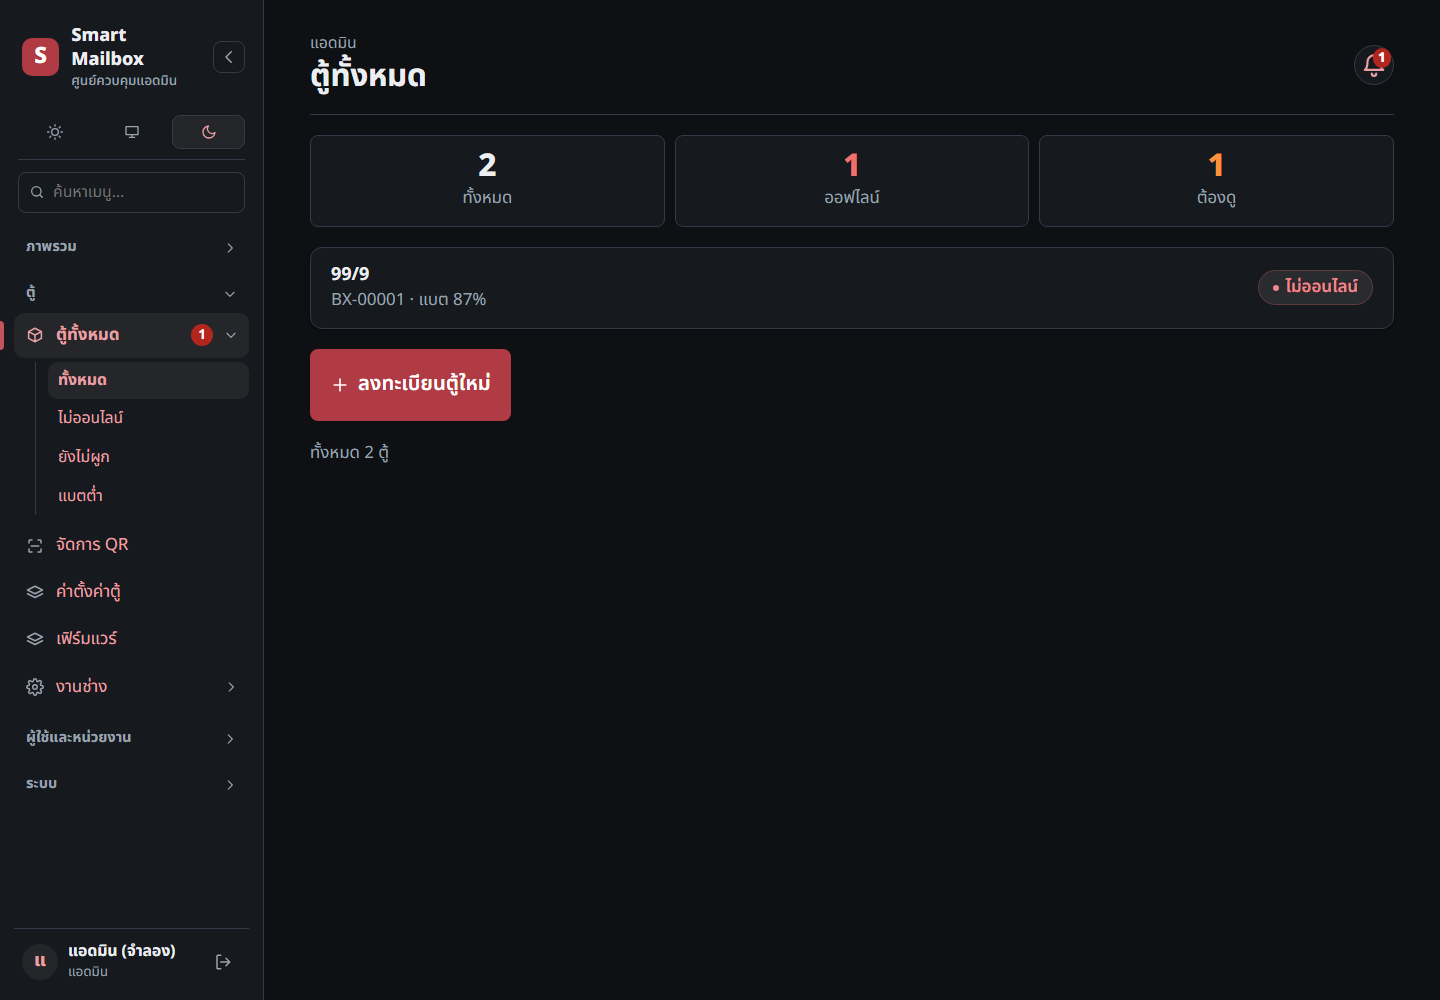 S
Smart
Mailbox
ศูนย์ควบคุมแอดมิน
ค้นหาเมนู...
ภาพรวม
ตู้
ตู้ทั้งหมด 1
ทั้งหมด
ไม่ออนไลน์
ยังไม่ผูก
แบตต่ำ
จัดการ QR
ค่าตั้งค่าตู้
เฟิร์มแวร์
งานช่าง
ผู้ใช้และหน่วยงาน
ระบบ
แ
แอดมิน (จำลอง)
แอดมิน
แอดมิน
ตู้ทั้งหมด
1
2
ทั้งหมด
1
ออฟไลน์
1
ต้องดู
99/9
BX-00001 · แบต 87%
ไม่ออนไลน์
ลงทะเบียนตู้ใหม่
ทั้งหมด 2 ตู้